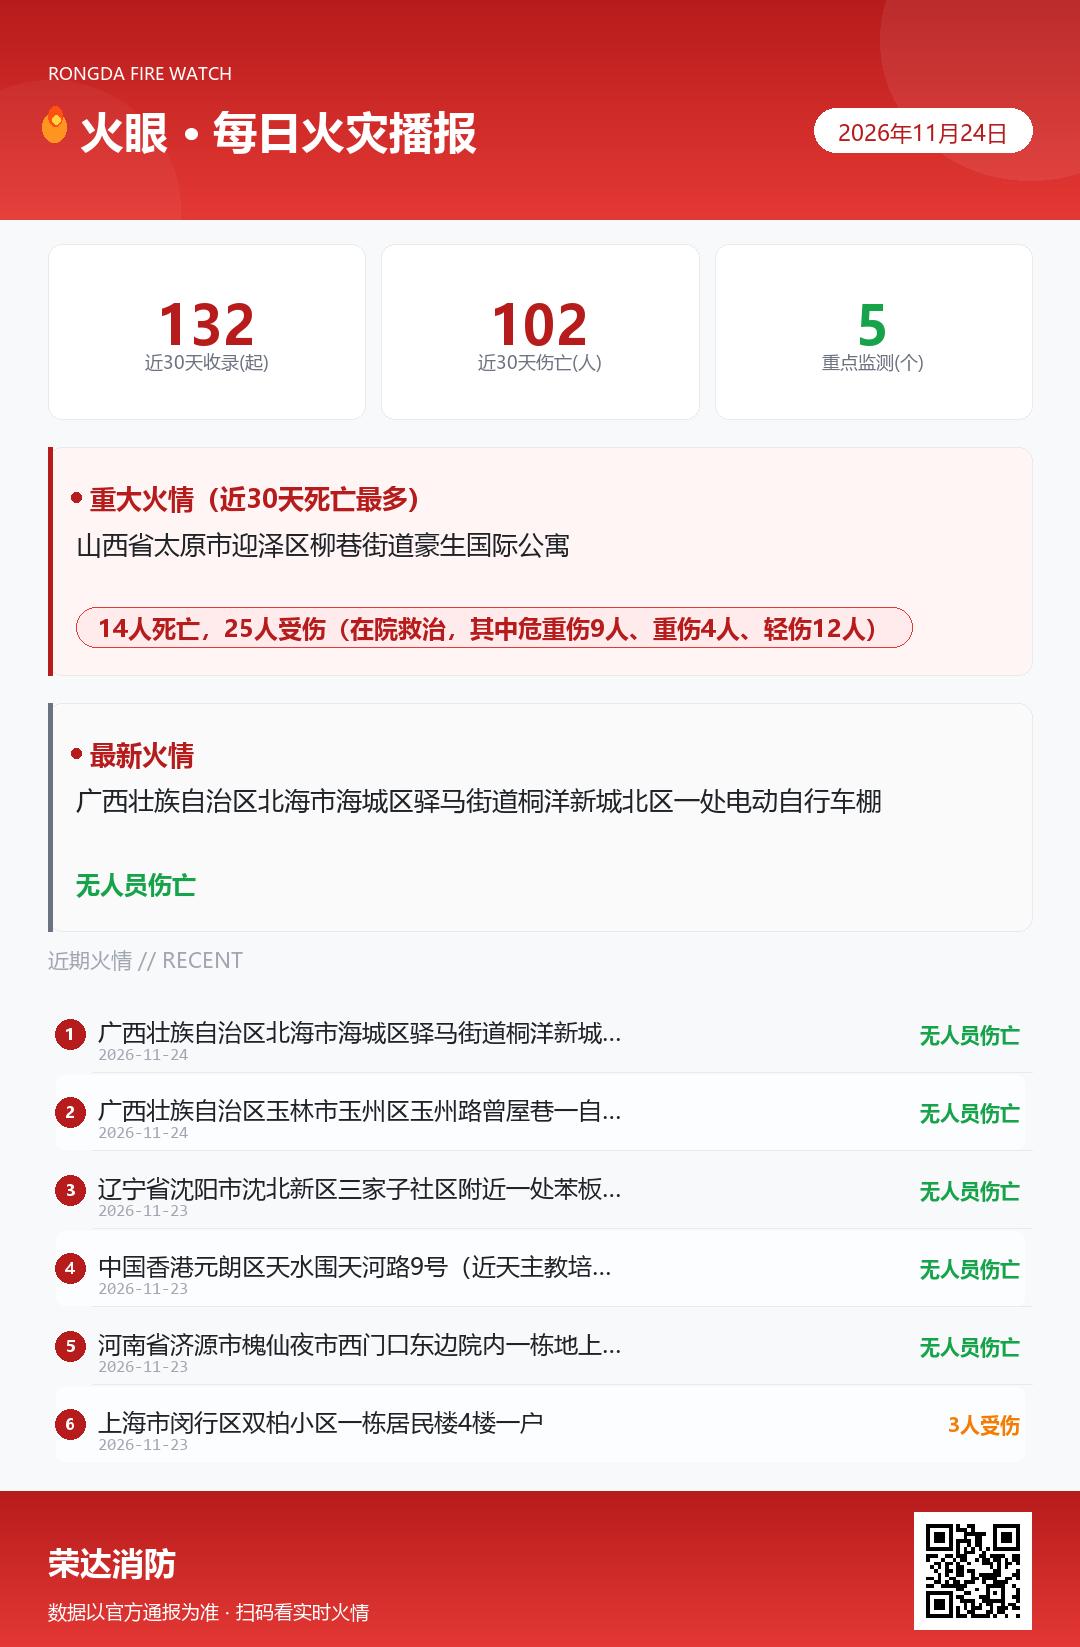 RONGDA FIRE WATCH
火眼·每日火灾播报
2026年11月24日
132
近30天收录(起)
102
近30天伤亡(人)
5
重点监测(个)
重大火情（近30天死亡最多）
山西省太原市迎泽区柳巷街道豪生国际公寓
14人死亡，25人受伤（在院救治，其中危重伤9人、重伤4人、轻伤12人）
最新火情
广西壮族自治区北海市海城区驿马街道桐洋新城北区一处电动自行车棚
无人员伤亡
近期火情 // RECENT
1 广西壮族自治区北海市海城区驿马街道桐洋新城... 无人员伤亡
2026-11-24
2 广西壮族自治区玉林市玉州区玉州路曾屋巷一自... 无人员伤亡
2026-11-24
3 辽宁省沈阳市沈北新区三家子社区附近一处苯板... 无人员伤亡
2026-11-23
4 中国香港元朗区天水围天河路9号（近天主教培... 无人员伤亡
2026-11-23
5 河南省济源市槐仙夜市西门口东边院内一栋地上... 无人员伤亡
2026-11-23
6 上海市闵行区双柏小区一栋居民楼4楼一户 3人受伤
2026-11-23
荣达消防
数据以官方通报为准 · 扫码看实时火情